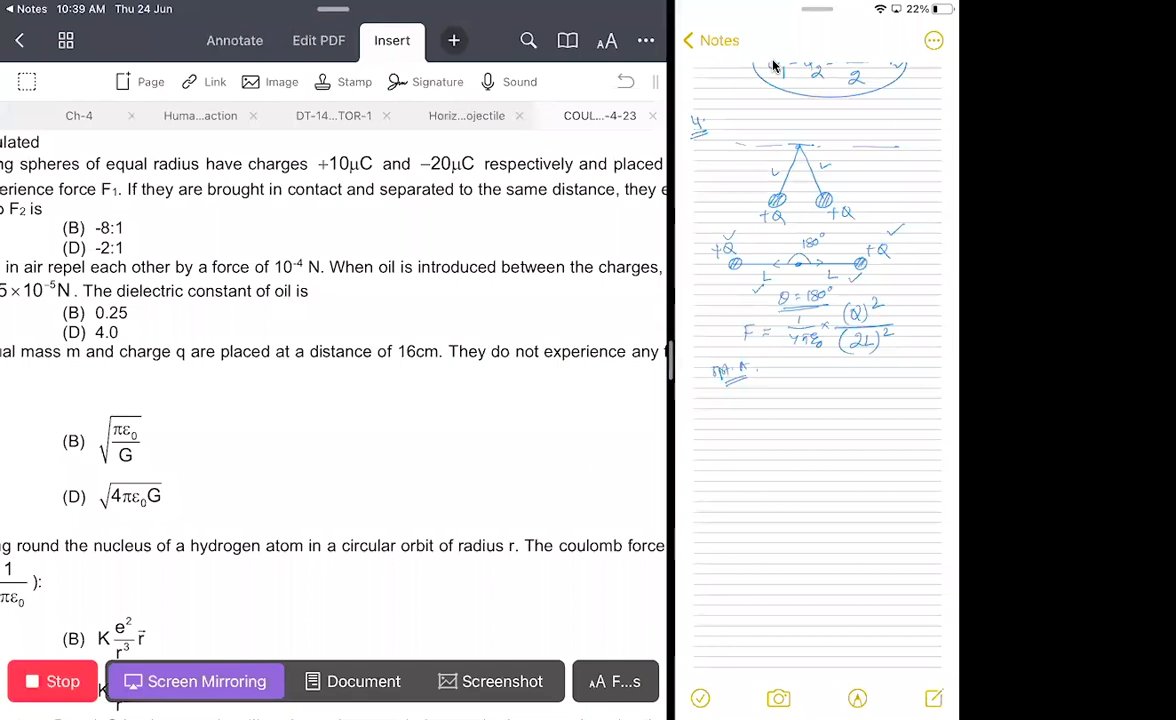 Notes 10:39 AM Thu 24 Jun
22%
Annotate Edit PDF Insert
Page Link Image Stamp Signature Sound
Ch-4 Huma...action DT-14...TOR-1 Horiz...ojectile COUL...-4-23
ulated
ng spheres of equal radius have charges +10μC and −20μC respectively and placed
erience force F₁. If they are brought in contact and separated to the same distance, they e
o F₂ is
(B) -8:1
(D) -2:1
in air repel each other by a force of 10⁻⁴ N. When oil is introduced between the charges,
5×10⁻⁵N. The dielectric constant of oil is
(B) 0.25
(D) 4.0
ual mass m and charge q are placed at a distance of 16cm. They do not experience any f
(B) √(πε₀/G)
(D) √(4πε₀G)
g round the nucleus of a hydrogen atom in a circular orbit of radius r. The coulomb force
1/πε₀ ):
(B) K e²/r³ r⃗
K
r
Stop Screen Mirroring Document Screenshot AA F...s
Notes
2
2
4.
+Q +Q
180°
+Q +Q
L L
θ = 180°
F = 1/4πε₀ × (Q)²/(2L)²
opt. A.